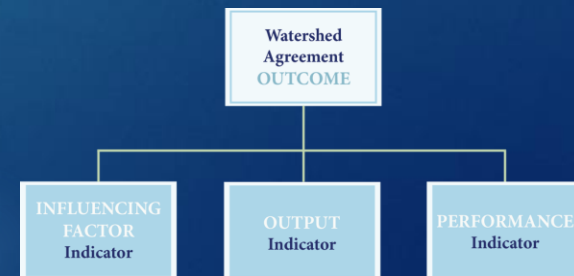 Watershed
Agreement
OUTCOME
INFLUENCING
FACTOR
Indicator
OUTPUT
Indicator
PERFORMANCE
Indicator